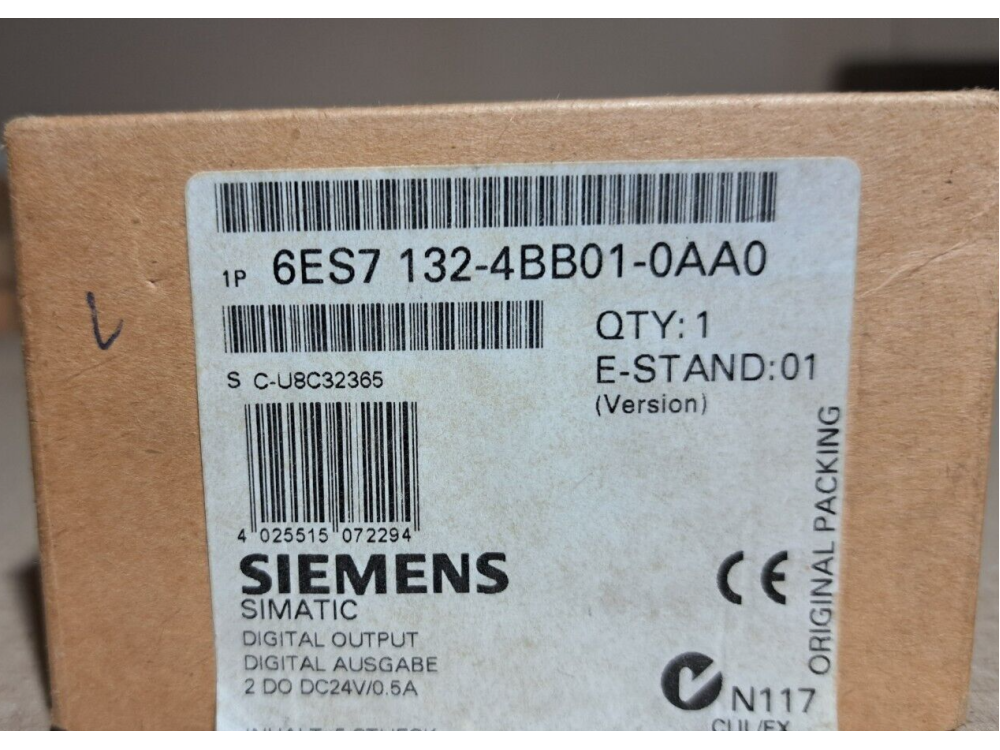 1P 6ES7 132-4BB01-0AA0
S C-U8C32365
QTY: 1
E-STAND:01
(Version)
4 025515 072294
SIEMENS
SIMATIC
DIGITAL OUTPUT
DIGITAL AUSGABE
2 DO DC24V/0.5A
CE
N117
ORIGINAL PACKING